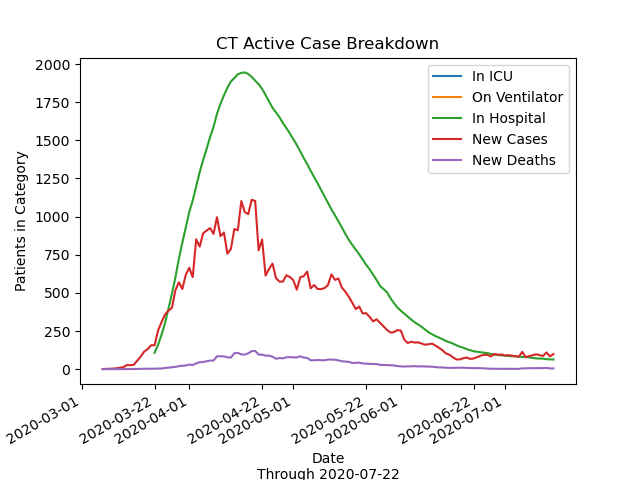 CT Active Case Breakdown
In ICU
On Ventilator
In Hospital
New Cases
New Deaths
Patients in Category
2000
1750
1500
1250
1000
750
500
250
0
2020-03-01
2020-03-22
2020-04-01
2020-04-22
2020-05-01
2020-05-22
2020-06-01
2020-06-22
2020-07-01
Date
Through 2020-07-22